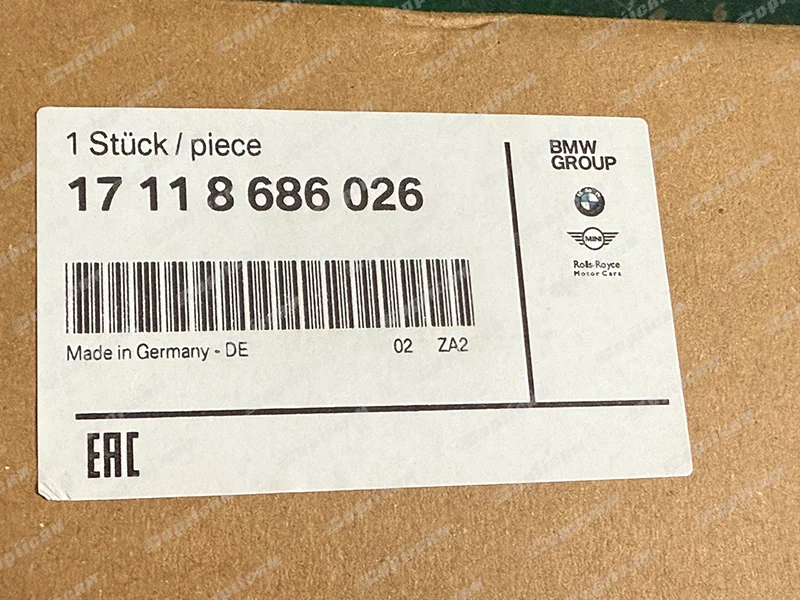 1 Stück / piece
17 11 8 686 026
Made in Germany - DE 02 ZA2
EAC
BMW
GROUP
MINI
Rolls-Royce
Motor Cars